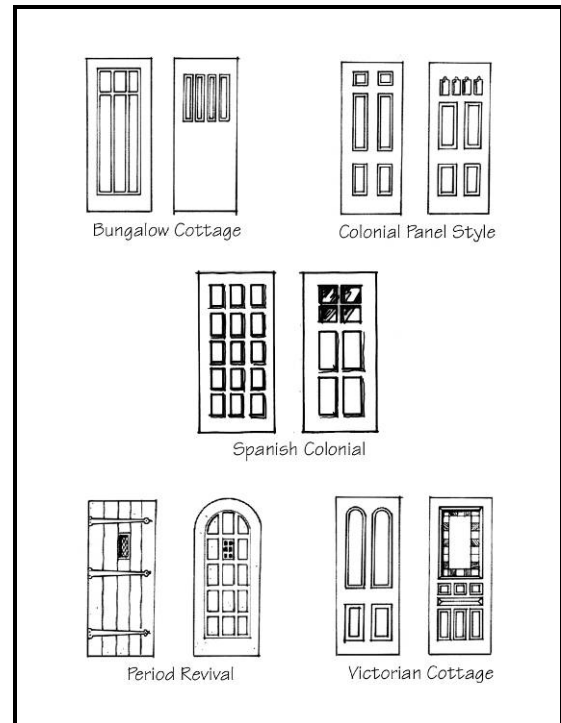 Bungalow Cottage
Colonial Panel Style
Spanish Colonial
Period Revival
Victorian Cottage